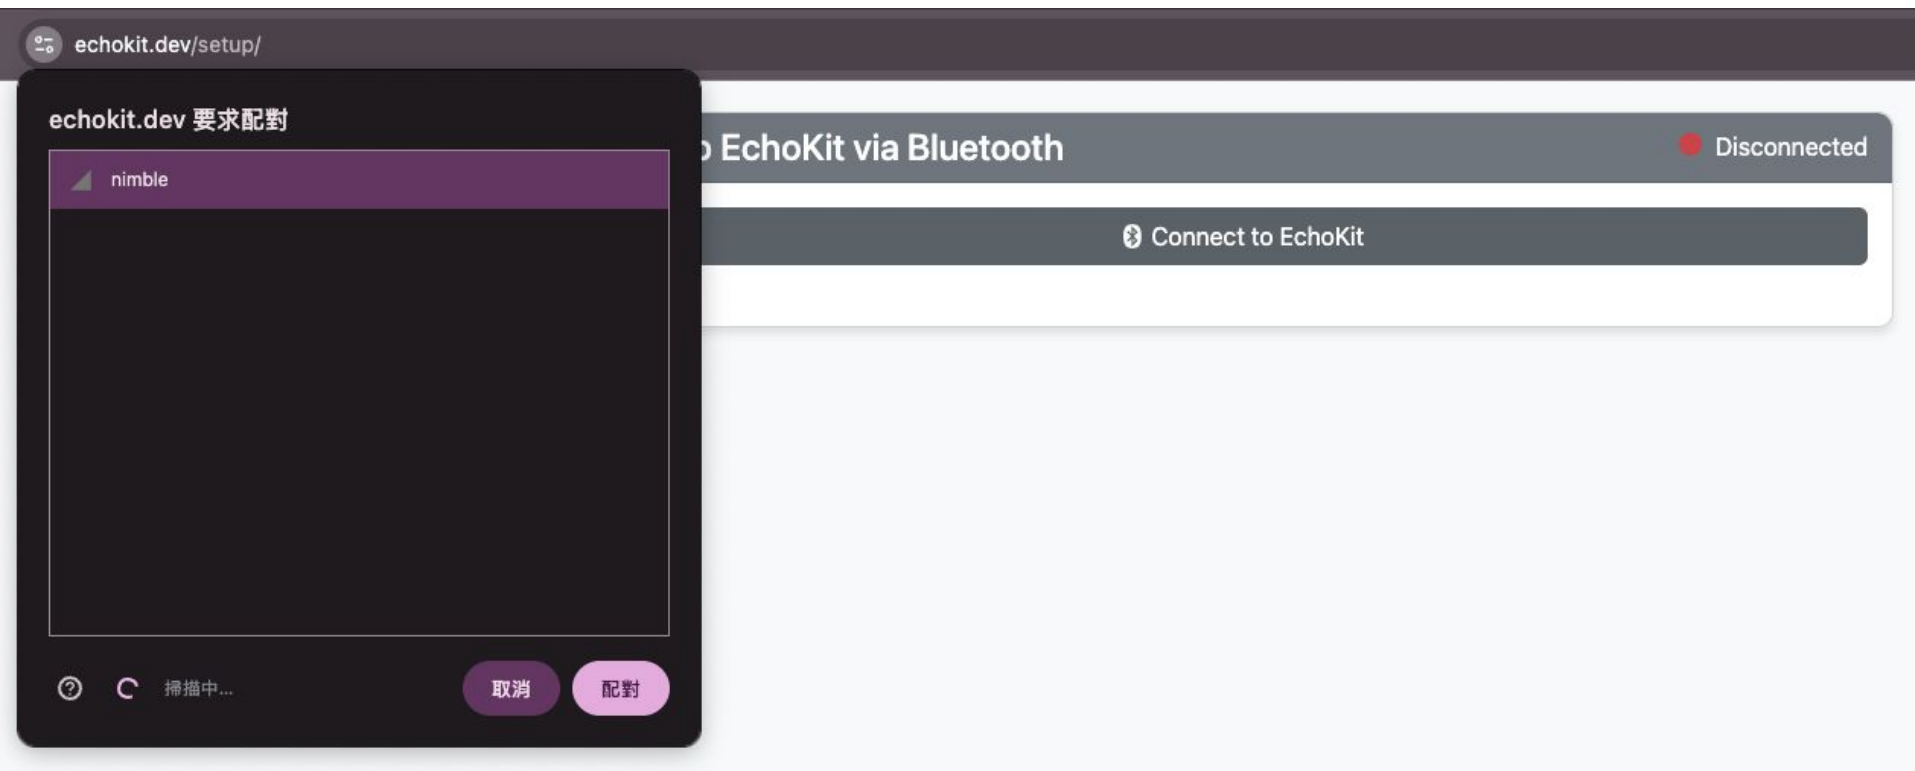 echokit.dev/setup/
echokit.dev 要求配對
nimble
掃描中...
取消
配對
EchoKit via Bluetooth
Disconnected
Connect to EchoKit